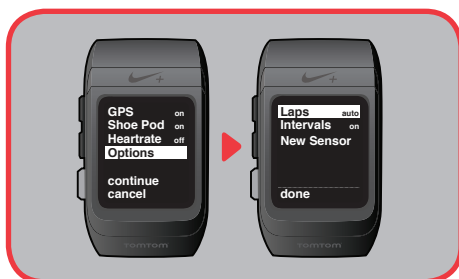 GPS on
Shoe Pod on
Heartrate off
Options
continue
cancel
TOMTOM
Laps auto
Intervals on
New Sensor
done
TOMTOM